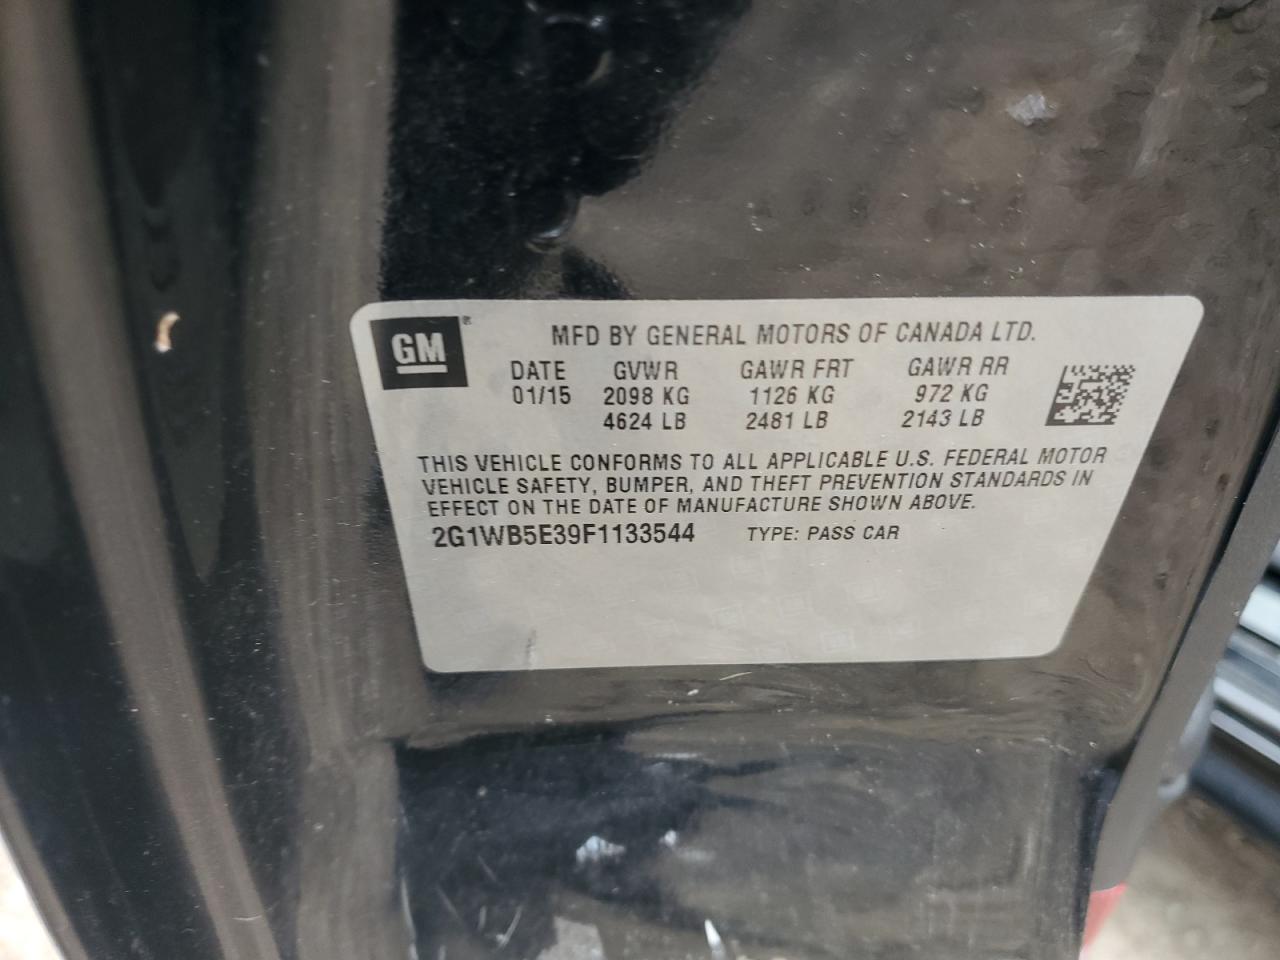 GM®
MFD BY GENERAL MOTORS OF CANADA LTD.
DATE GVWR GAWR FRT GAWR RR
01/15 2098 KG 1126 KG 972 KG
4624 LB 2481 LB 2143 LB
THIS VEHICLE CONFORMS TO ALL APPLICABLE U.S. FEDERAL MOTOR
VEHICLE SAFETY, BUMPER, AND THEFT PREVENTION STANDARDS IN
EFFECT ON THE DATE OF MANUFACTURE SHOWN ABOVE.
2G1WB5E39F1133544 TYPE: PASS CAR